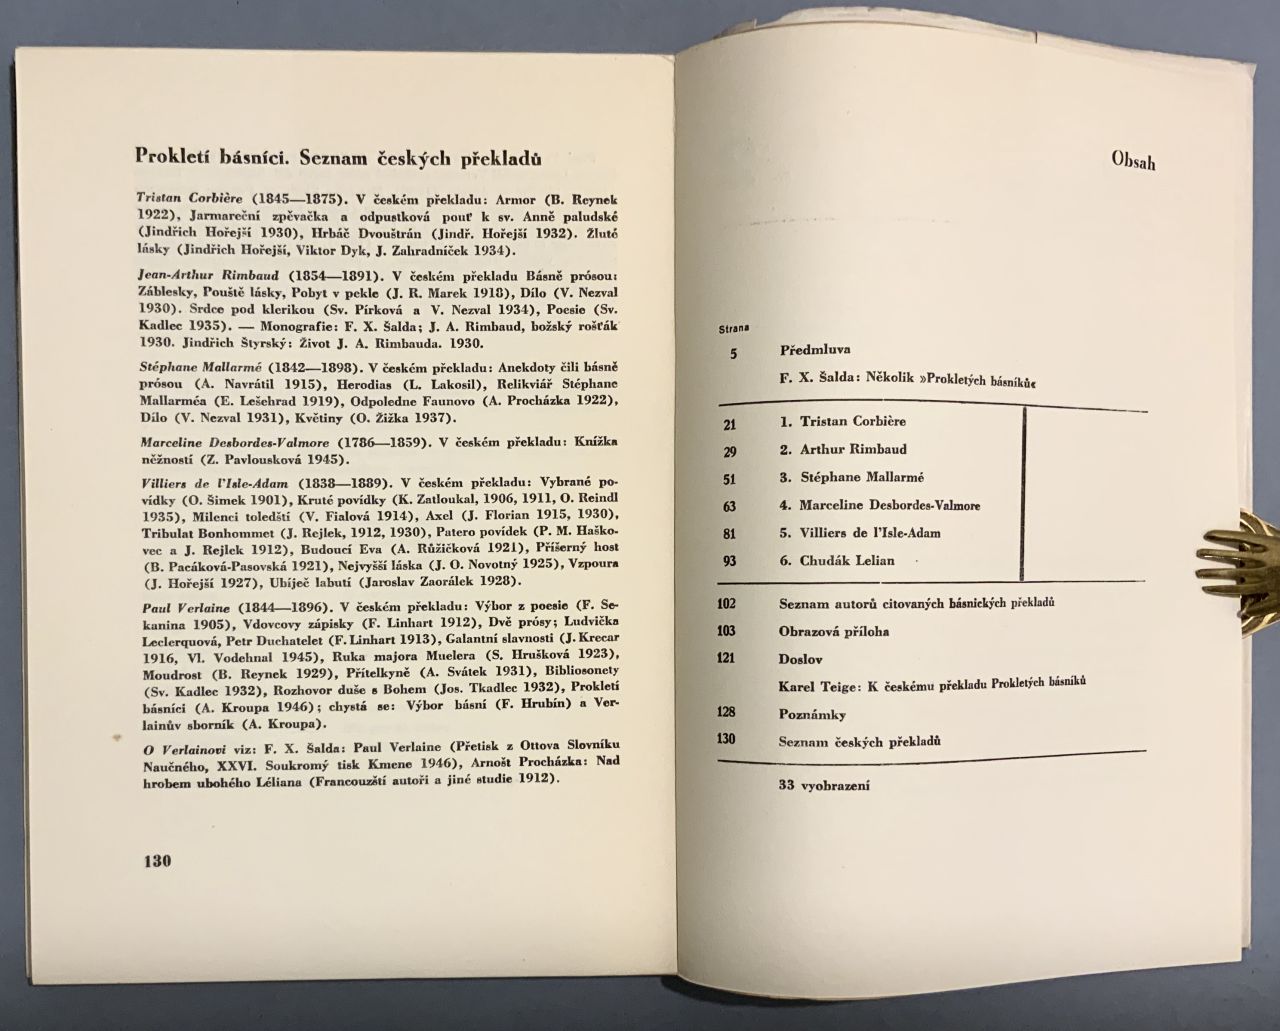 Prokletí básníci. Seznam českých překladů
Tristan Corbière (1845—1875). V českém překladu: Armor (B. Reynek
1922), Jarmareční zpěvačka a odpustková pouť k sv. Anně paludské
(Jindřich Hořejší 1930), Hrbáč Dvouštrán (Jindř. Hořejší 1932). Žluté
lásky (Jindřich Hořejší, Viktor Dyk, J. Zahradníček 1934).
Jean-Arthur Rimbaud (1854—1891). V českém překladu Básně prósou:
Záblesky, Pouště lásky, Pobyt v pekle (J. R. Marek 1918), Dílo (V. Nezval
1930). Srdce pod klerikou (Sv. Pírková a V. Nezval 1934), Poesie (Sv.
Kadlec 1935). — Monografie: F. X. Šalda; J. A. Rimbaud, božský rošťák
1930. Jindřich Štyrský: Život J. A. Rimbauda. 1930.
Stéphane Mallarmé (1842—1898). V českém překladu: Anekdoty čili básně
prósou (A. Navrátil 1915), Herodias (L. Lakosil), Relikviář Stéphane
Mallarméa (E. Lešehrad 1919), Odpoledne Faunovo (A. Procházka 1922),
Dílo (V. Nezval 1931), Květiny (O. Žižka 1937).
Marceline Desbordes-Valmore (1786—1859). V českém překladu: Knížka
něžností (Z. Pavlousková 1945).
Villiers de l'Isle-Adam (1838—1889). V českém překladu: Vybrané po-
vídky (O. Šimek 1901), Kruté povídky (K. Zatloukal, 1906, 1911, O. Reindl
1935), Milenci toledští (V. Fialová 1914), Axel (J. Florian 1915, 1930),
Tribulat Bonhommet (J. Rejlek, 1912, 1930), Patero povídek (P. M. Haško-
vec a J. Rejlek 1912), Budoucí Eva (A. Růžičková 1921), Příšerný host
(B. Pacáková-Pasovská 1921), Nejvyšší láska (J. O. Novotný 1925), Vzpoura
(J. Hořejší 1927), Ubíječ labutí (Jaroslav Zaorálek 1928).
Paul Verlaine (1844—1896). V českém překladu: Výbor z poesie (F. Se-
kanina 1905), Vdovcovy zápisky (F. Linhart 1912), Dvě prósy; Ludvička
Leclerquová, Petr Duchatelet (F. Linhart 1913), Galantní slavnosti (J. Krecar
1916, Vl. Vodehnal 1945), Ruka majora Muelera (S. Hrušková 1923),
Moudrost (B. Reynek 1929), Přítelkyně (A. Svátek 1931), Bibliosonety
(Sv. Kadlec 1932), Rozhovor duše s Bohem (Jos. Tkadlec 1932), Prokletí
básníci (A. Kroupa 1946); chystá se: Výbor básní (F. Hrubín) a Ver-
lainův sborník (A. Kroupa).
O Verlainovi viz: F. X. Šalda: Paul Verlaine (Přetisk z Ottova Slovníku
Naučného, XXVI. Soukromý tisk Kmene 1946), Arnošt Procházka: Nad
hrobem ubohého Léliana (Francouzští autoři a jiné studie 1912).
130
Obsah
Strana
5 Předmluva
F. X. Šalda: Několik »Prokletých básníků«
21 1. Tristan Corbière
29 2. Arthur Rimbaud
51 3. Stéphane Mallarmé
63 4. Marceline Desbordes-Valmore
81 5. Villiers de l'Isle-Adam
93 6. Chudák Lelian
102 Seznam autorů citovaných básnických překladů
103 Obrazová příloha
121 Doslov
Karel Teige: K českému překladu Prokletých básníků
128 Poznámky
130 Seznam českých překladů
33 vyobrazení